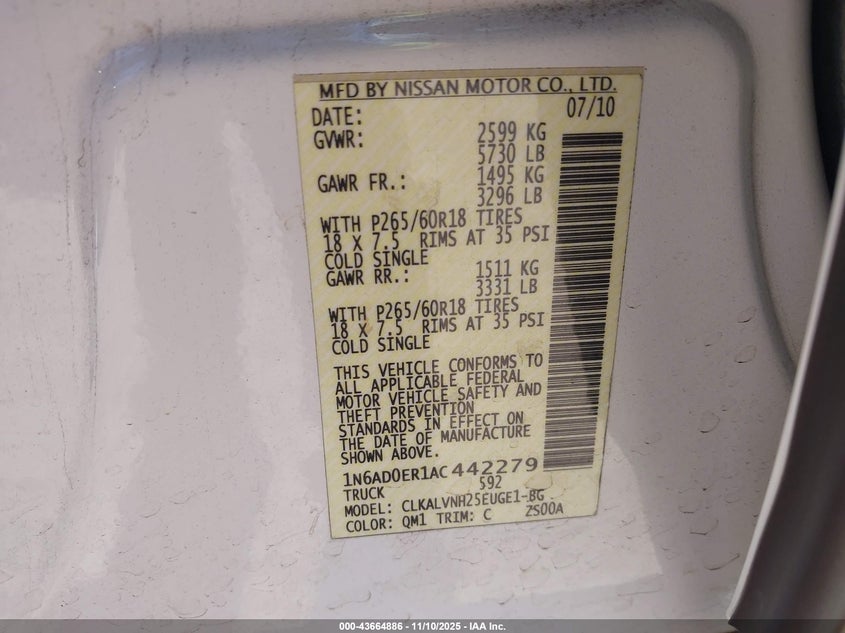 MFD BY NISSAN MOTOR CO., LTD.
DATE: 07/10
GVWR: 2599 KG
5730 LB
GAWR FR.: 1495 KG
3296 LB
WITH P265/60R18 TIRES
18 X 7.5 RIMS AT 35 PSI
COLD SINGLE
GAWR RR.: 1511 KG
3331 LB
WITH P265/60R18 TIRES
18 X 7.5 RIMS AT 35 PSI
COLD SINGLE
THIS VEHICLE CONFORMS TO
ALL APPLICABLE FEDERAL
MOTOR VEHICLE SAFETY AND
THEFT PREVENTION
STANDARDS IN EFFECT ON
THE DATE OF MANUFACTURE
SHOWN ABOVE.
1N6AD0ER1AC442279
TRUCK 592
MODEL: CLKALVNH25EUGE1-BG
COLOR: QM1 TRIM: C ZS00A
000-43664886 - 11/10/2025 - IAA Inc.